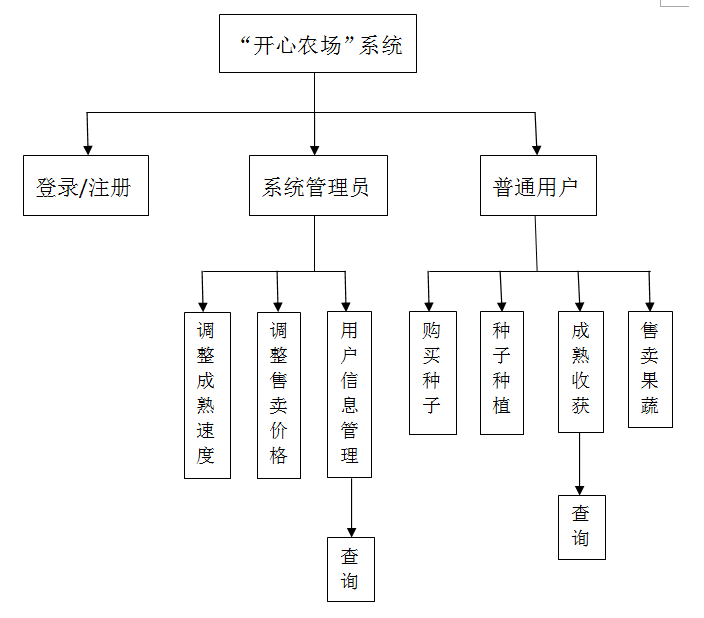 “开心农场”系统
登录/注册
系统管理员
普通用户
调整成熟速度
调整售卖价格
用户信息管理
购买种子
种子种植
成熟收获
售卖果蔬
查询
查询